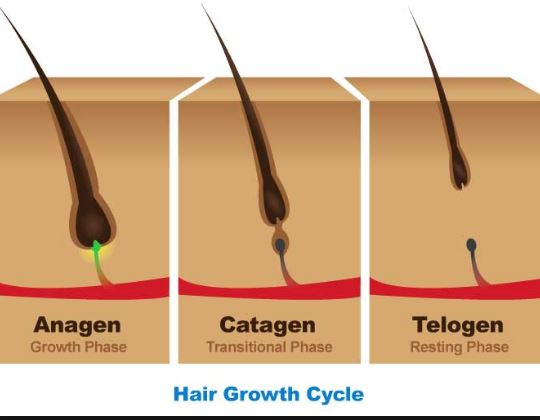 Anagen
Growth Phase
Catagen
Transitional Phase
Telogen
Resting Phase
Hair Growth Cycle